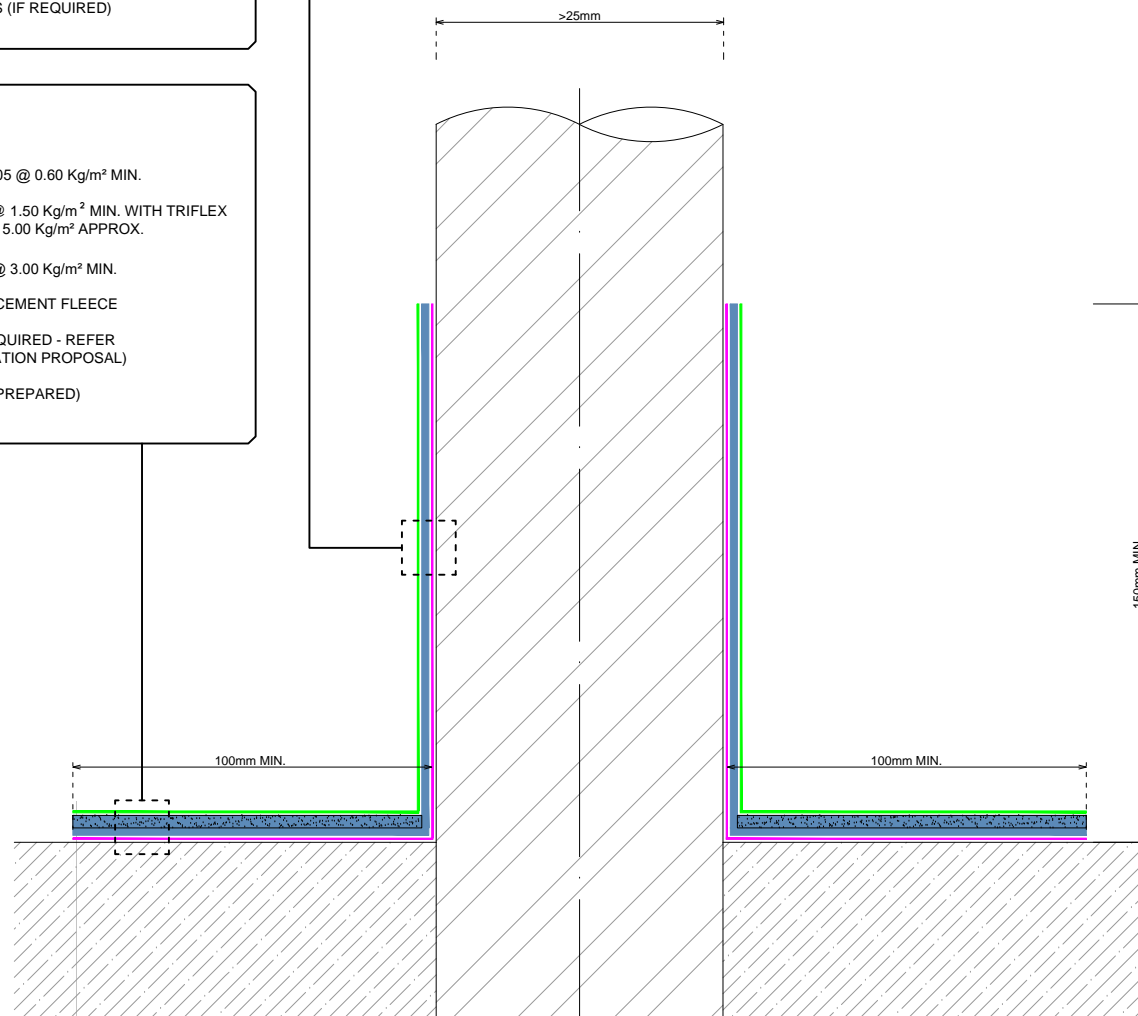 S (IF REQUIRED)
>25mm
05 @ 0.60 Kg/m² MIN.
@ 1.50 Kg/m² MIN. WITH TRIFLEX
5.00 Kg/m² APPROX.
@ 3.00 Kg/m² MIN.
CEMENT FLEECE
QUIRED - REFER
ATION PROPOSAL)
PREPARED)
150mm MIN.
100mm MIN.
100mm MIN.